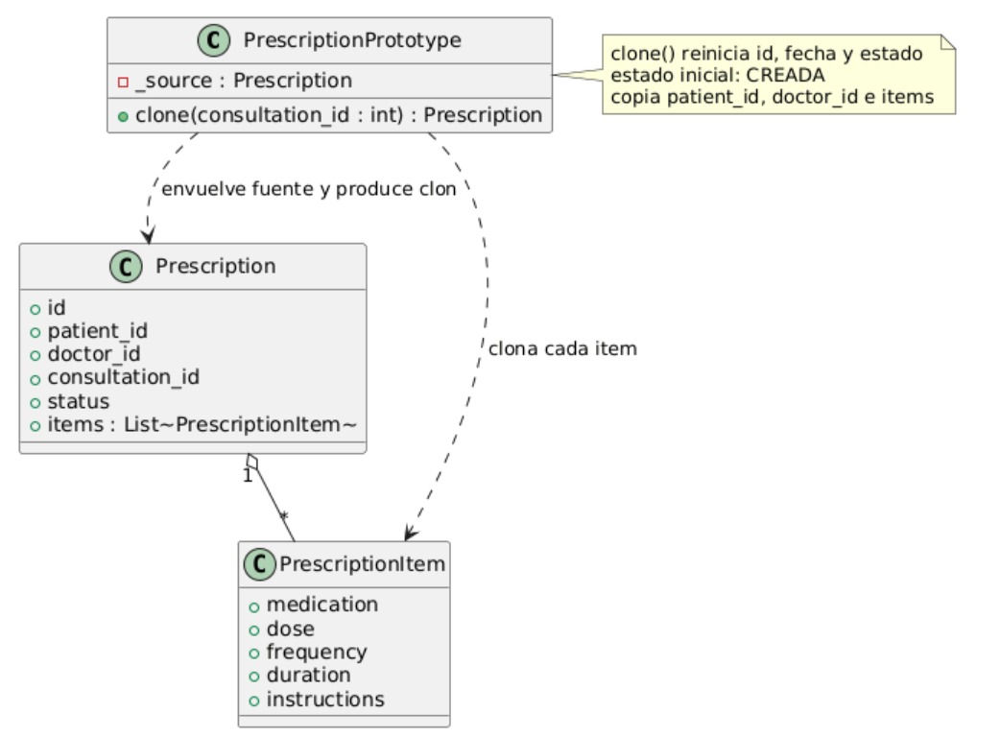 C PrescriptionPrototype
_source : Prescription
clone(consultation_id : int) : Prescription
clone() reinicia id, fecha y estado
estado inicial: CREADA
copia patient_id, doctor_id e items
envuelve fuente y produce clon
C Prescription
id
patient_id
doctor_id
consultation_id
status
items : List~PrescriptionItem~
clona cada item
1
*
C PrescriptionItem
medication
dose
frequency
duration
instructions